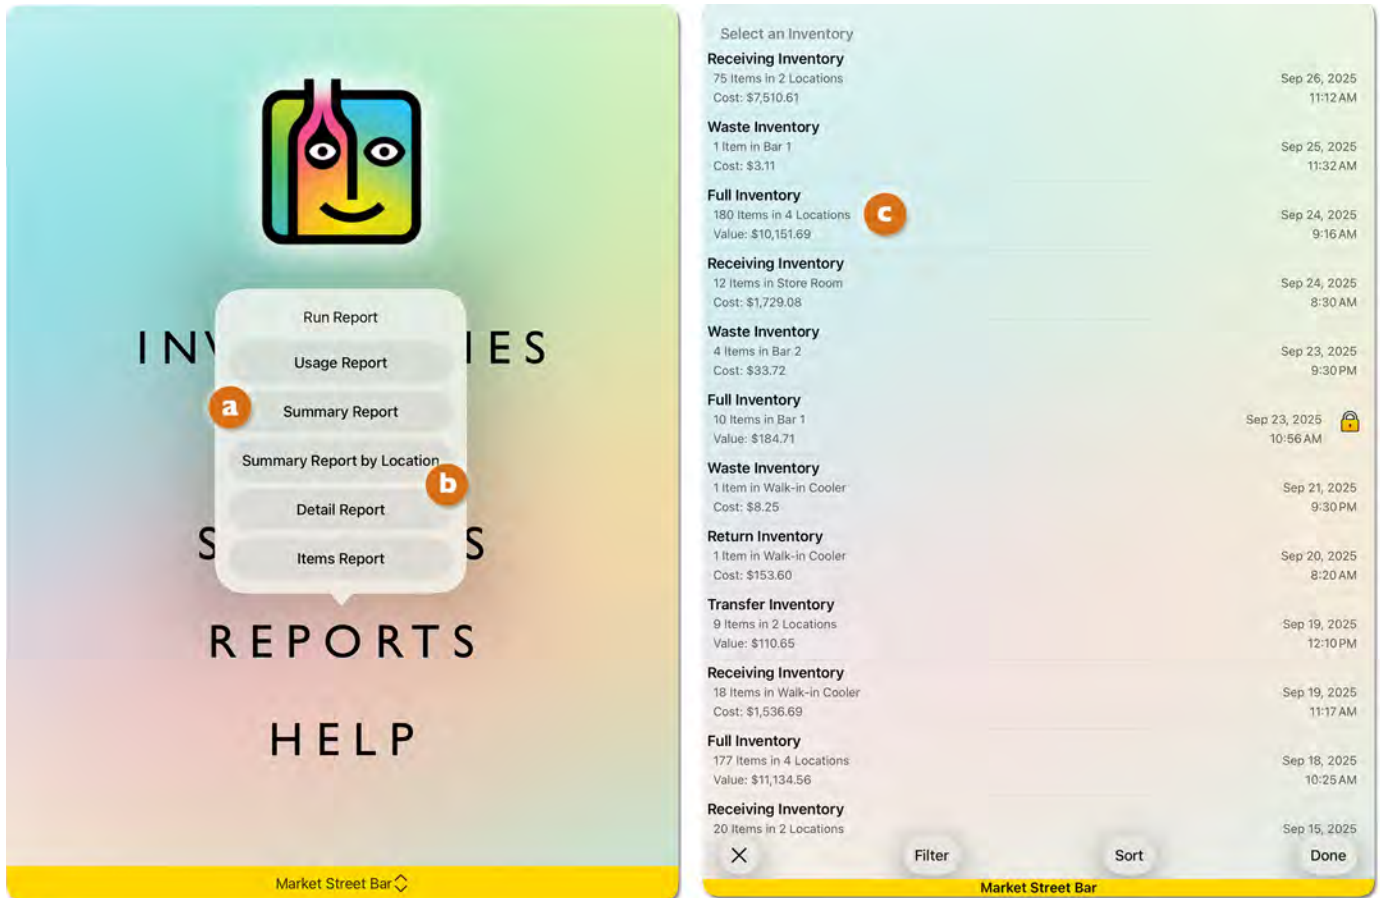 Run Report
INV IES
Usage Report
a
Summary Report
Summary Report by Location
b
Detail Report
S S
Items Report
REPORTS
HELP
Market Street Bar
Select an Inventory
Receiving Inventory
75 Items in 2 Locations Sep 26, 2025
Cost: $7,510.61 11:12 AM
Waste Inventory
1 Item in Bar 1 Sep 25, 2025
Cost: $3.11 11:32 AM
Full Inventory
180 Items in 4 Locations c Sep 24, 2025
Value: $10,151.69 9:16 AM
Receiving Inventory
12 Items in Store Room Sep 24, 2025
Cost: $1,729.08 8:30 AM
Waste Inventory
4 Items in Bar 2 Sep 23, 2025
Cost: $33.72 9:30 PM
Full Inventory
10 Items in Bar 1 Sep 23, 2025
Value: $184.71 10:56 AM
Waste Inventory
1 Item in Walk-in Cooler Sep 21, 2025
Cost: $8.25 9:30 PM
Return Inventory
1 Item in Walk-in Cooler Sep 20, 2025
Cost: $153.60 8:20 AM
Transfer Inventory
9 Items in 2 Locations Sep 19, 2025
Value: $110.65 12:10 PM
Receiving Inventory
18 Items in Walk-in Cooler Sep 19, 2025
Cost: $1,536.69 11:17 AM
Full Inventory
177 Items in 4 Locations Sep 18, 2025
Value: $11,134.56 10:25 AM
Receiving Inventory
20 Items in 2 Locations Sep 15, 2025
Filter Sort Done
Market Street Bar